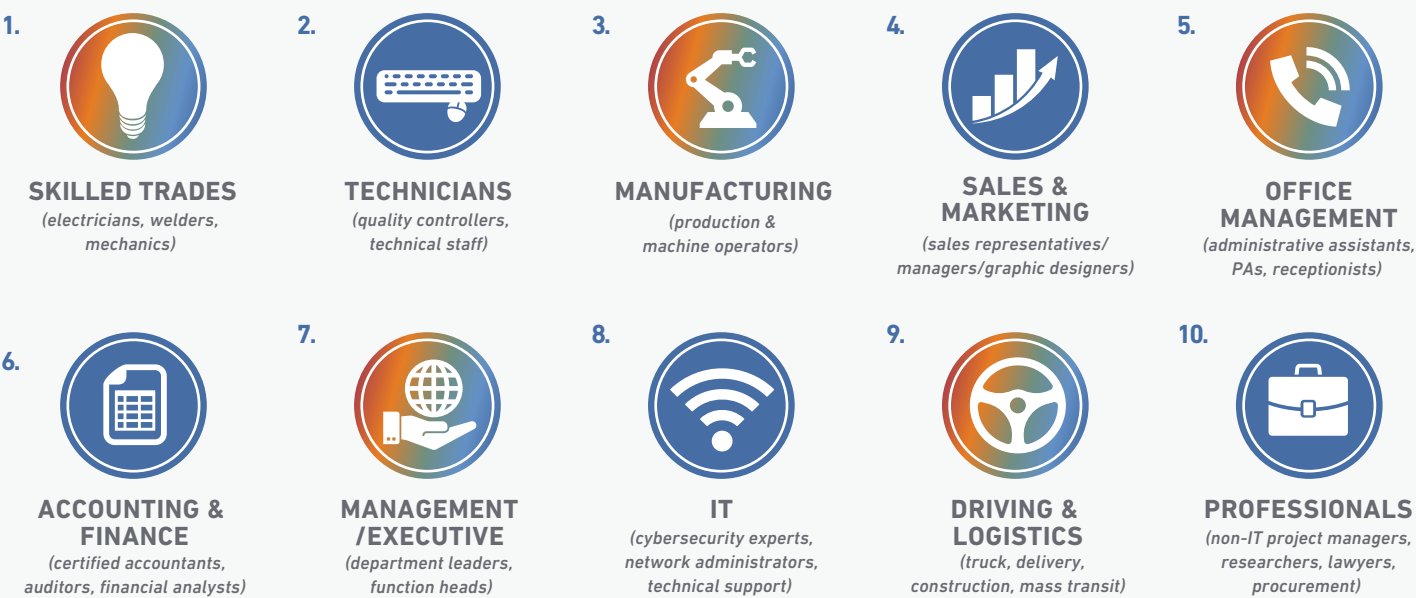 1.
SKILLED TRADES
(electricians, welders,
mechanics)
2.
TECHNICIANS
(quality controllers,
technical staff)
3.
MANUFACTURING
(production &
machine operators)
4.
SALES &
MARKETING
(sales representatives/
managers/graphic designers)
5.
OFFICE
MANAGEMENT
(administrative assistants,
PAs, receptionists)
6.
ACCOUNTING &
FINANCE
(certified accountants,
auditors, financial analysts)
7.
MANAGEMENT
/EXECUTIVE
(department leaders,
function heads)
8.
IT
(cybersecurity experts,
network administrators,
technical support)
9.
DRIVING &
LOGISTICS
(truck, delivery,
construction, mass transit)
10.
PROFESSIONALS
(non-IT project managers,
researchers, lawyers,
procurement)